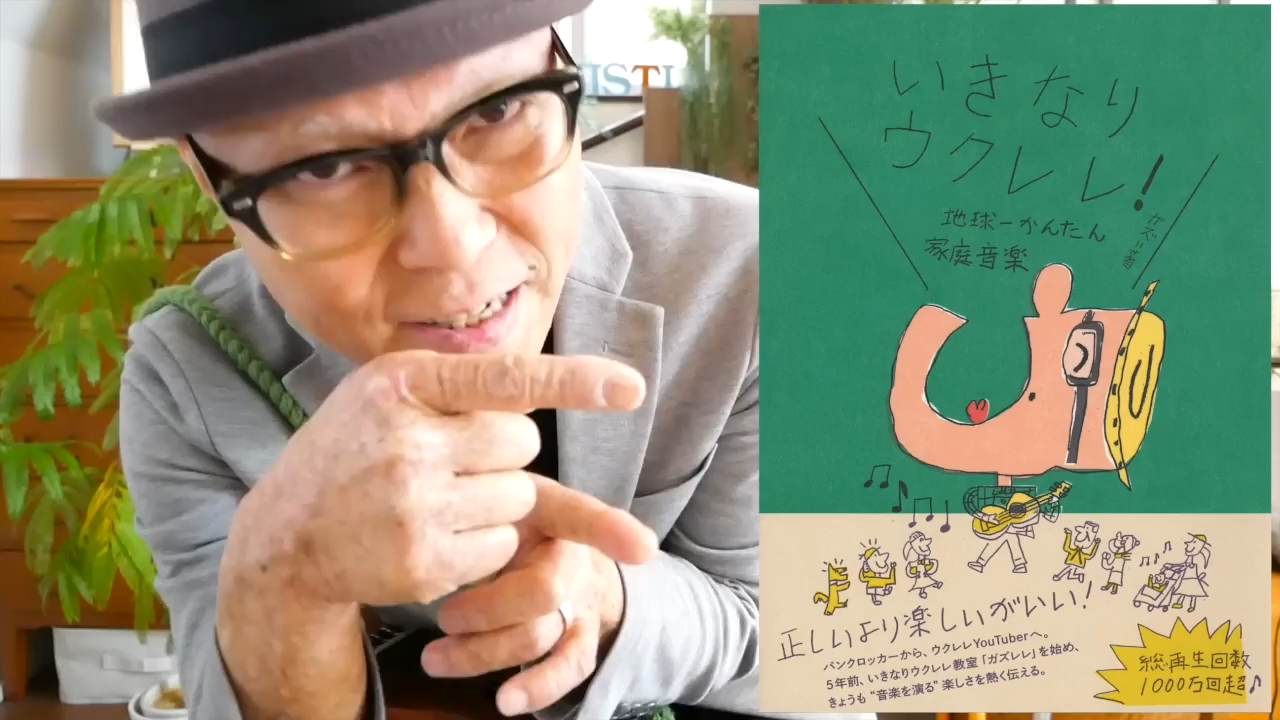 IST
いきなり
ウクレレ!
地球一かんたん
家庭音楽
ガズ!!著
正しいより楽しいがいい!
パンクロッカーから、ウクレレYouTuberへ。
5年前、いきなりウクレレ教室「ガズレレ」を始め、
きょうも“音楽を演る”楽しさを熱く伝える。
総再生回数
1000万回超♪